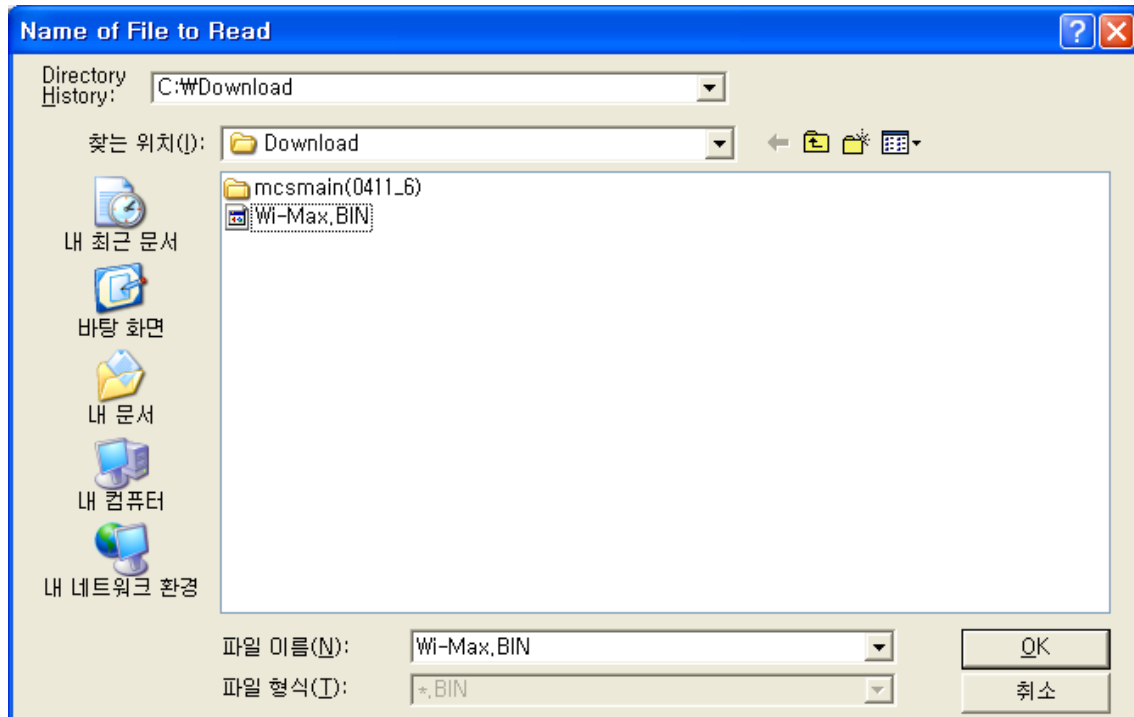 Name of File to Read
Directory History: C:₩Download
찾는 위치(I): Download
mcsmain(0411_6)
Wi-Max.BIN
내 최근 문서
바탕 화면
내 문서
내 컴퓨터
내 네트워크 환경
파일 이름(N): Wi-Max.BIN OK
파일 형식(T): *.BIN 취소